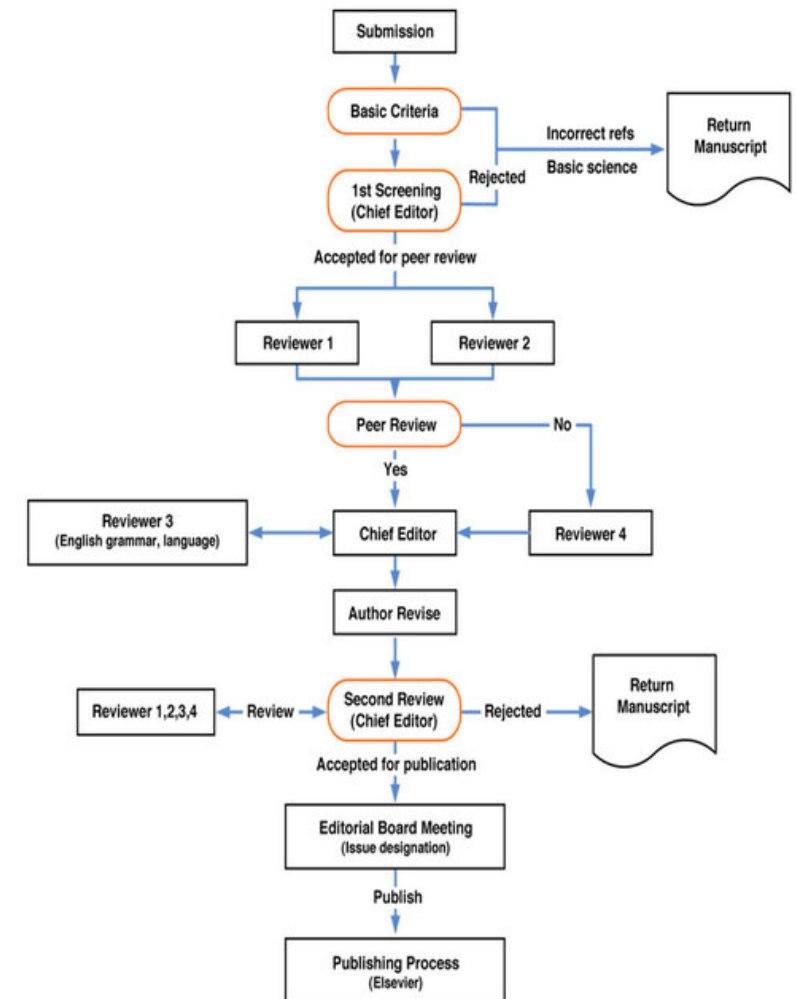 Submission
Basic Criteria
Incorrect refs
Basic science
Return
Manuscript
Rejected
1st Screening
(Chief Editor)
Accepted for peer review
Reviewer 1
Reviewer 2
Peer Review
No
Yes
Reviewer 3
(English grammar, language)
Chief Editor
Reviewer 4
Author Revise
Reviewer 1,2,3,4
Review
Second Review
(Chief Editor)
Rejected
Return
Manuscript
Accepted for publication
Editorial Board Meeting
(Issue designation)
Publish
Publishing Process
(Elsevier)